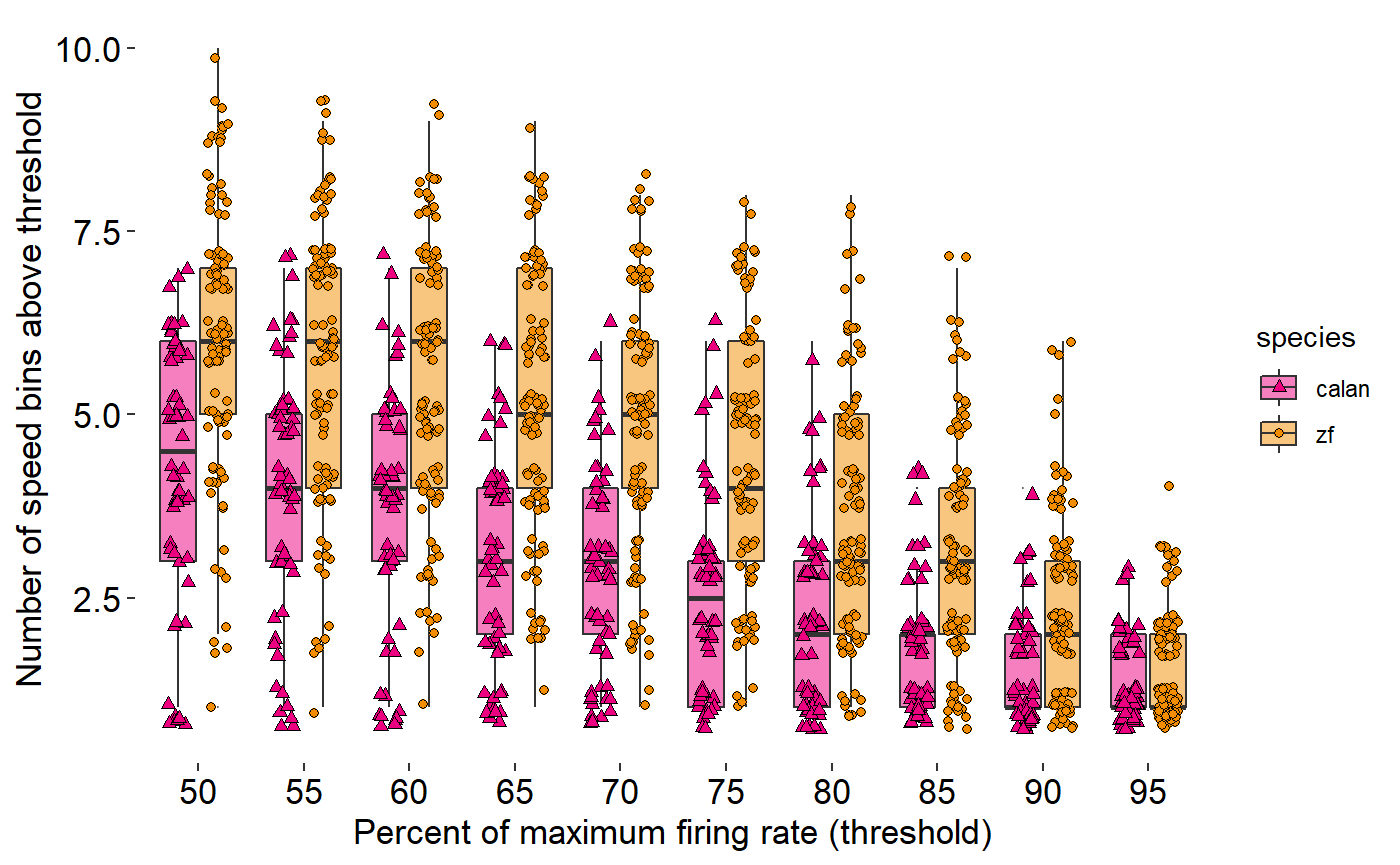 Number of speed bins above threshold
10.0
7.5
5.0
2.5
50 55 60 65 70 75 80 85 90 95
Percent of maximum firing rate (threshold)
species
calan
zf